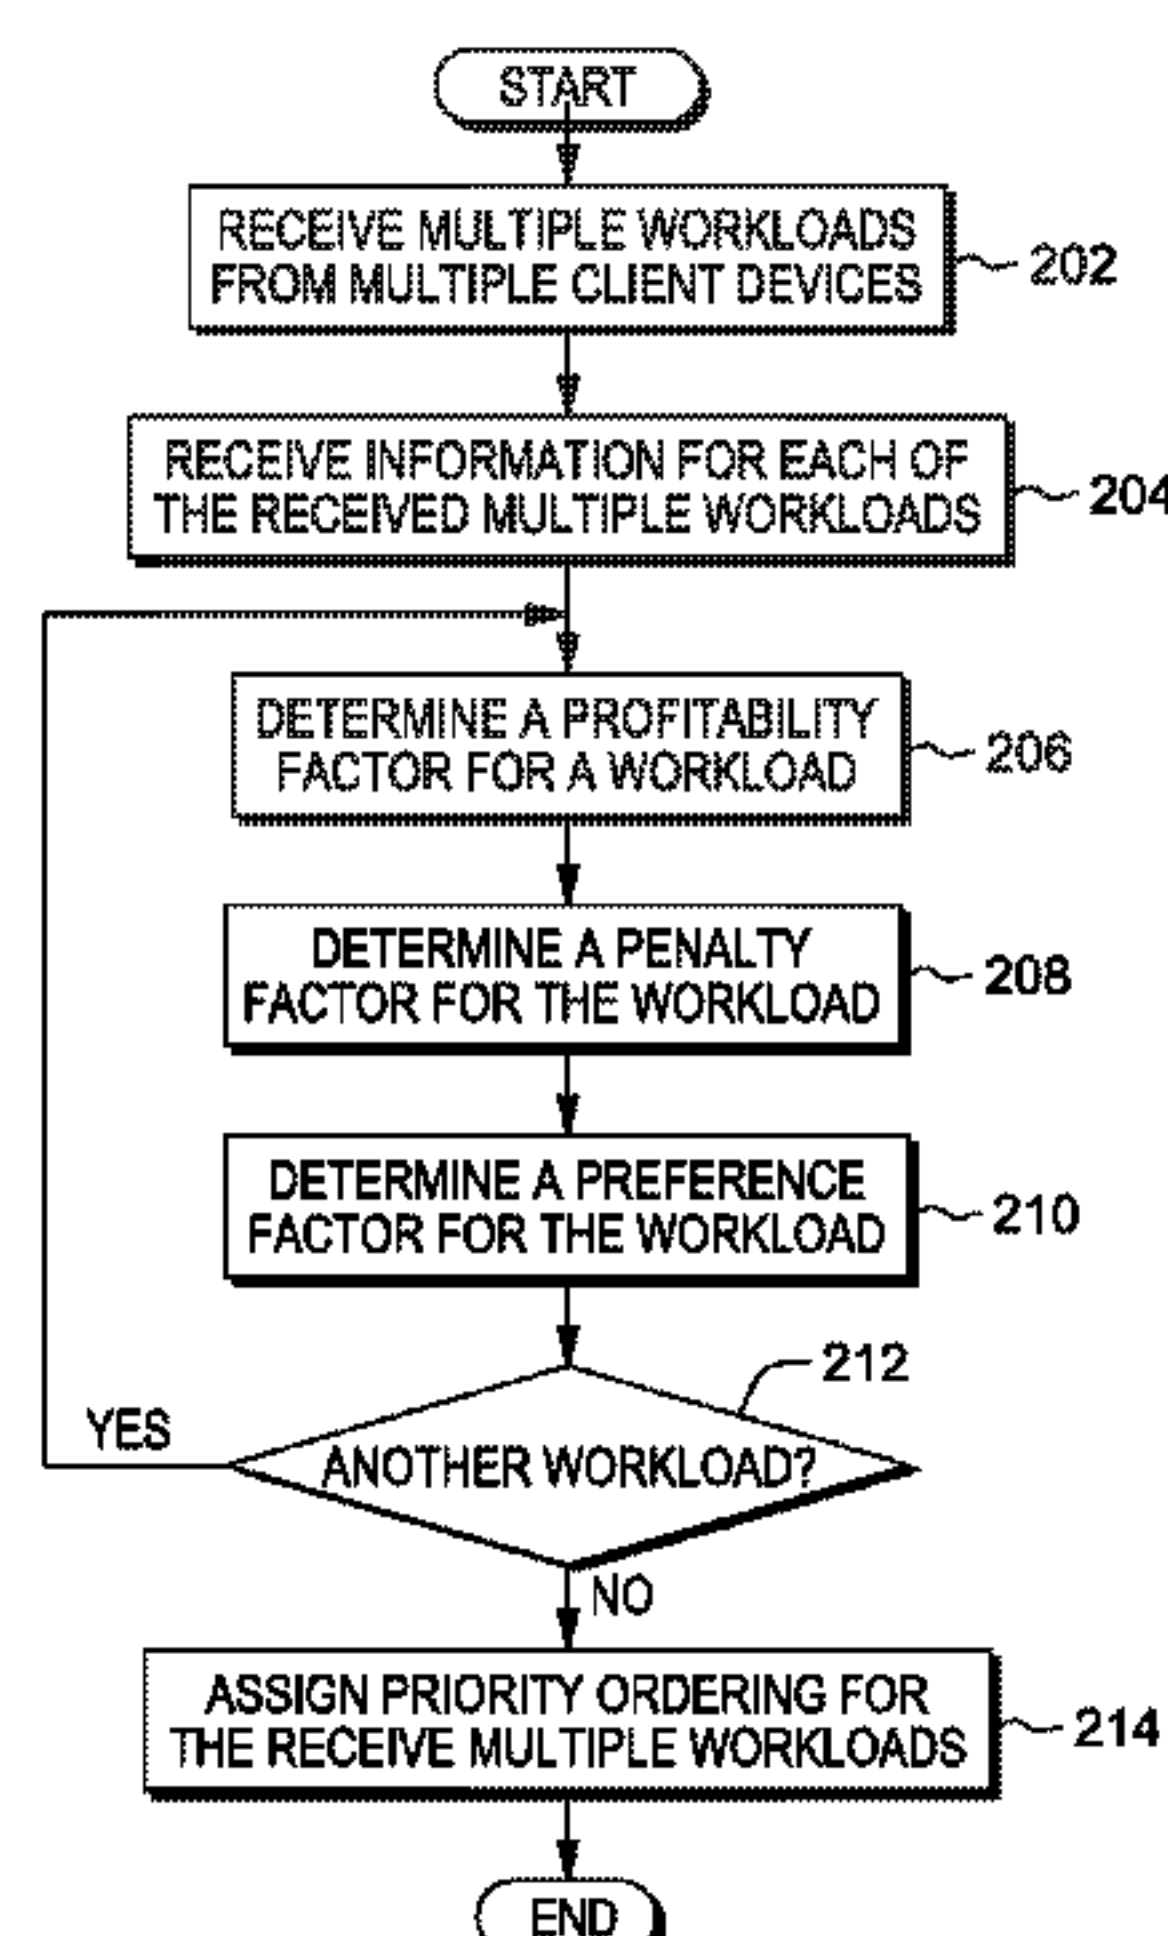 START
RECEIVE MULTIPLE WORKLOADS
FROM MULTIPLE CLIENT DEVICES
202
RECEIVE INFORMATION FOR EACH OF
THE RECEIVED MULTIPLE WORKLOADS
204
DETERMINE A PROFITABILITY
FACTOR FOR A WORKLOAD
206
DETERMINE A PENALTY
FACTOR FOR THE WORKLOAD
208
DETERMINE A PREFERENCE
FACTOR FOR THE WORKLOAD
210
212
YES
ANOTHER WORKLOAD?
NO
ASSIGN PRIORITY ORDERING FOR
THE RECEIVE MULTIPLE WORKLOADS
214
END